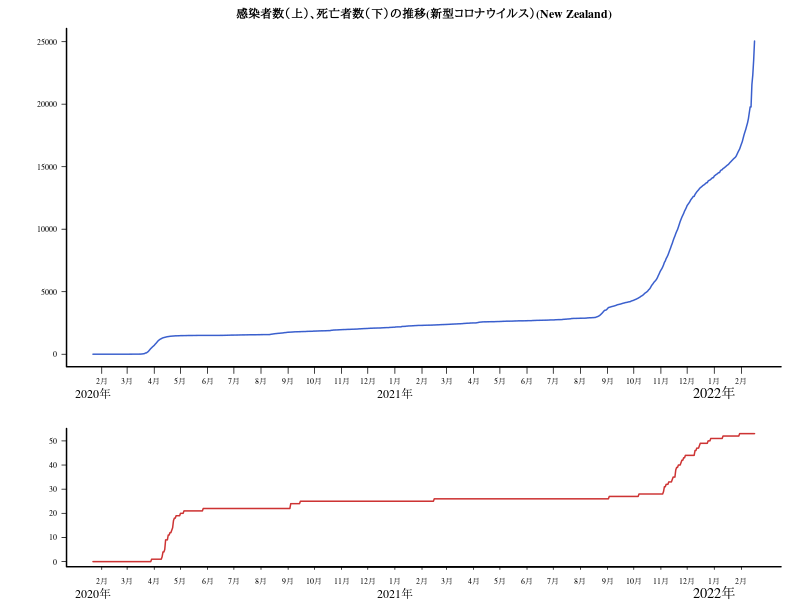 感染者数（上）、死亡者数（下）の推移(新型コロナウイルス）(New Zealand)
25000
20000
15000
10000
5000
0
2月 3月 4月 5月 6月 7月 8月 9月 10月 11月 12月 1月 2月 3月 4月 5月 6月 7月 8月 9月 10月 11月 12月 1月 2月
2020年 2021年 2022年
50
40
30
20
10
0
2月 3月 4月 5月 6月 7月 8月 9月 10月 11月 12月 1月 2月 3月 4月 5月 6月 7月 8月 9月 10月 11月 12月 1月 2月
2020年 2021年 2022年